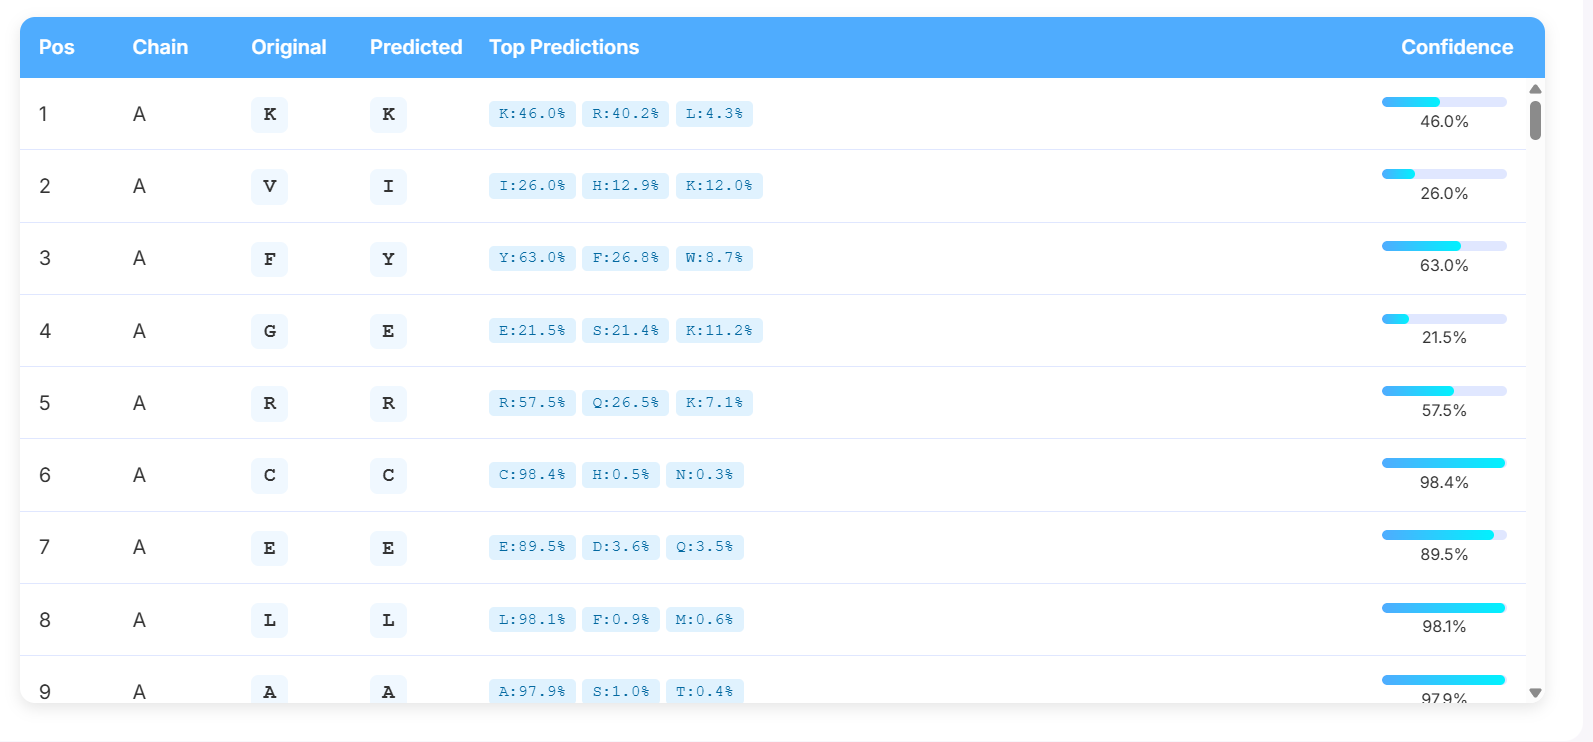 Pos Chain Original Predicted Top Predictions Confidence
1 A K K K:46.0% R:40.2% L:4.3% 46.0%
2 A V I I:26.0% H:12.9% K:12.0% 26.0%
3 A F Y Y:63.0% F:26.8% W:8.7% 63.0%
4 A G E E:21.5% S:21.4% K:11.2% 21.5%
5 A R R R:57.5% Q:26.5% K:7.1% 57.5%
6 A C C C:98.4% H:0.5% N:0.3% 98.4%
7 A E E E:89.5% D:3.6% Q:3.5% 89.5%
8 A L L L:98.1% F:0.9% M:0.6% 98.1%
9 A A A A:97.9% S:1.0% T:0.4% 97.9%